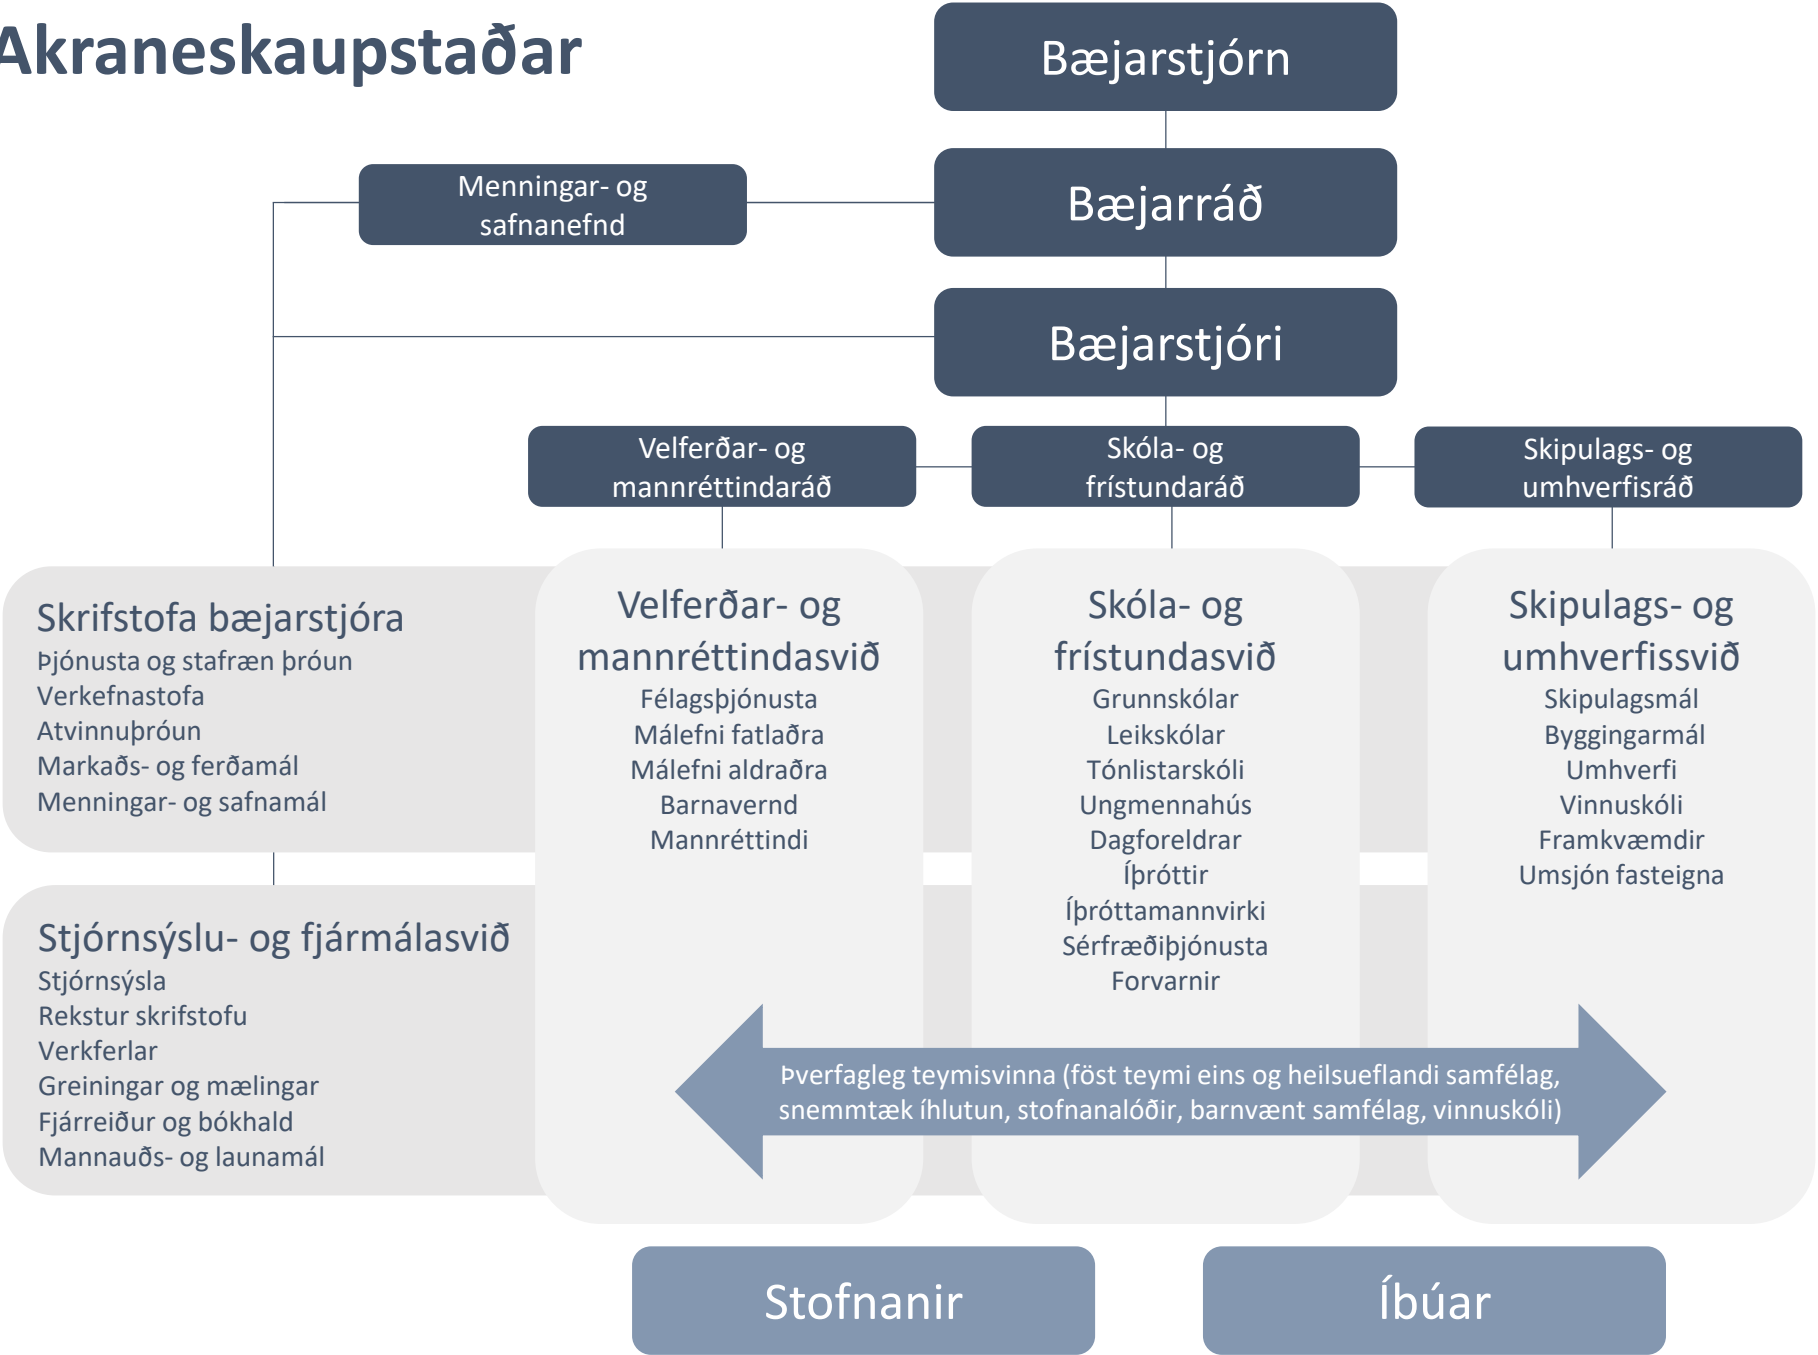 Akraneskaupstaðar
Bæjarstjórn
Menningar- og
safnanefnd
Bæjarráð
Bæjarstjóri
Velferðar- og
mannréttindaráð
Skóla- og
frístundaráð
Skipulags- og
umhverfisráð
Skrifstofa bæjarstjóra
Þjónusta og stafræn þróun
Verkefnastofa
Atvinnuþróun
Markaðs- og ferðamál
Menningar- og safnamál
Stjórnsýslu- og fjármálasvið
Stjórnsýsla
Rekstur skrifstofu
Verkferlar
Greiningar og mælingar
Fjárreiður og bókhald
Mannauðs- og launamál
Velferðar- og
mannréttindasvið
Félagsþjónusta
Málefni fatlaðra
Málefni aldraðra
Barnavernd
Mannréttindi
Skóla- og
frístundasvið
Grunnskólar
Leikskólar
Tónlistarskóli
Ungmennahús
Dagforeldrar
Íþróttir
Íþróttamannvirki
Sérfræðiþjónusta
Forvarnir
Skipulags- og
umhverfissvið
Skipulagsmál
Byggingarmál
Umhverfi
Vinnuskóli
Framkvæmdir
Umsjón fasteigna
Þverfagleg teymisvinna (föst teymi eins og heilsueflandi samfélag,
snemmtæk íhlutun, stofnanalóðir, barnvænt samfélag, vinnuskóli)
Stofnanir
Íbúar